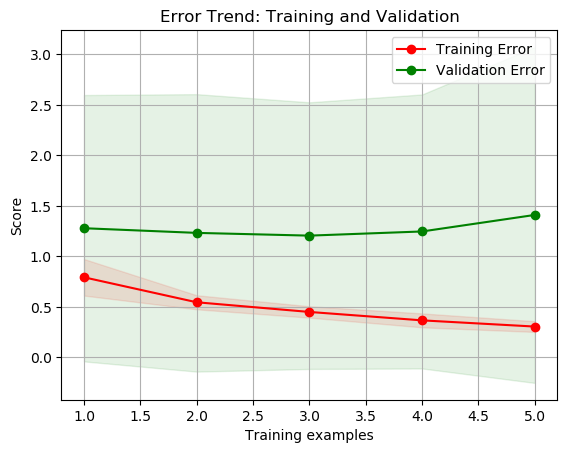 Error Trend: Training and Validation
Training Error
Validation Error
3.0
2.5
2.0
1.5
1.0
0.5
0.0
Score
1.0 1.5 2.0 2.5 3.0 3.5 4.0 4.5 5.0
Training examples